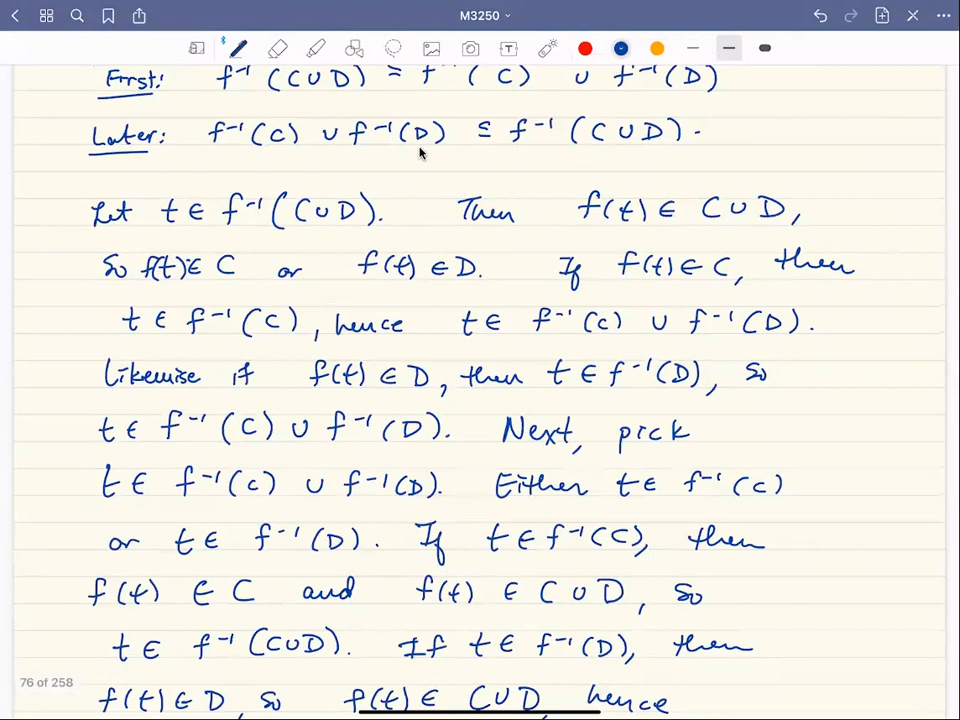 M3250
First: f⁻¹(C∪D) ⊆ f⁻¹(C) ∪ f⁻¹(D)
Later: f⁻¹(C) ∪ f⁻¹(D) ⊆ f⁻¹(C∪D).
Let t ∈ f⁻¹(C∪D). Then f(t) ∈ C∪D,
So f(t) ∈ C or f(t) ∈ D. If f(t) ∈ C, then
t ∈ f⁻¹(C), hence t ∈ f⁻¹(C) ∪ f⁻¹(D).
Likewise if f(t) ∈ D, then t ∈ f⁻¹(D), so
t ∈ f⁻¹(C) ∪ f⁻¹(D). Next, pick
t ∈ f⁻¹(C) ∪ f⁻¹(D). Either t ∈ f⁻¹(C)
or t ∈ f⁻¹(D). If t ∈ f⁻¹(C), then
f(t) ∈ C and f(t) ∈ C∪D, so
t ∈ f⁻¹(C∪D). If t ∈ f⁻¹(D), then
76 of 258
f(t) ∈ D, so f(t) ∈ C∪D, hence